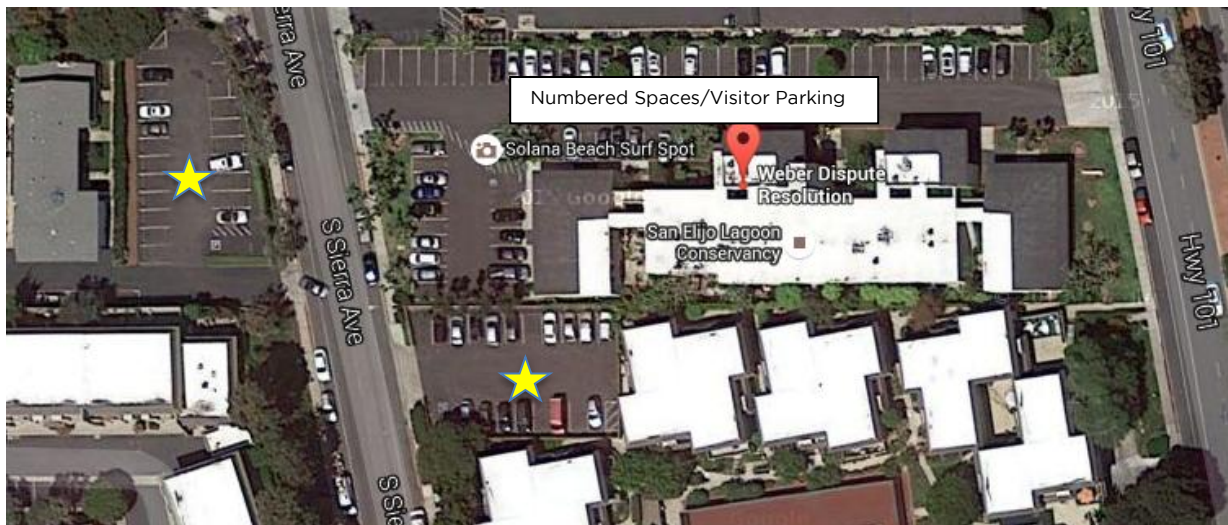 Sierra Ave
Hwy 101
Numbered Spaces/Visitor Parking
2015
Solana Beach Surf Spot
Weber Dispute
Resolution
San Elijo Lagoon
Conservancy
S Sierra Ave
Hwy 101